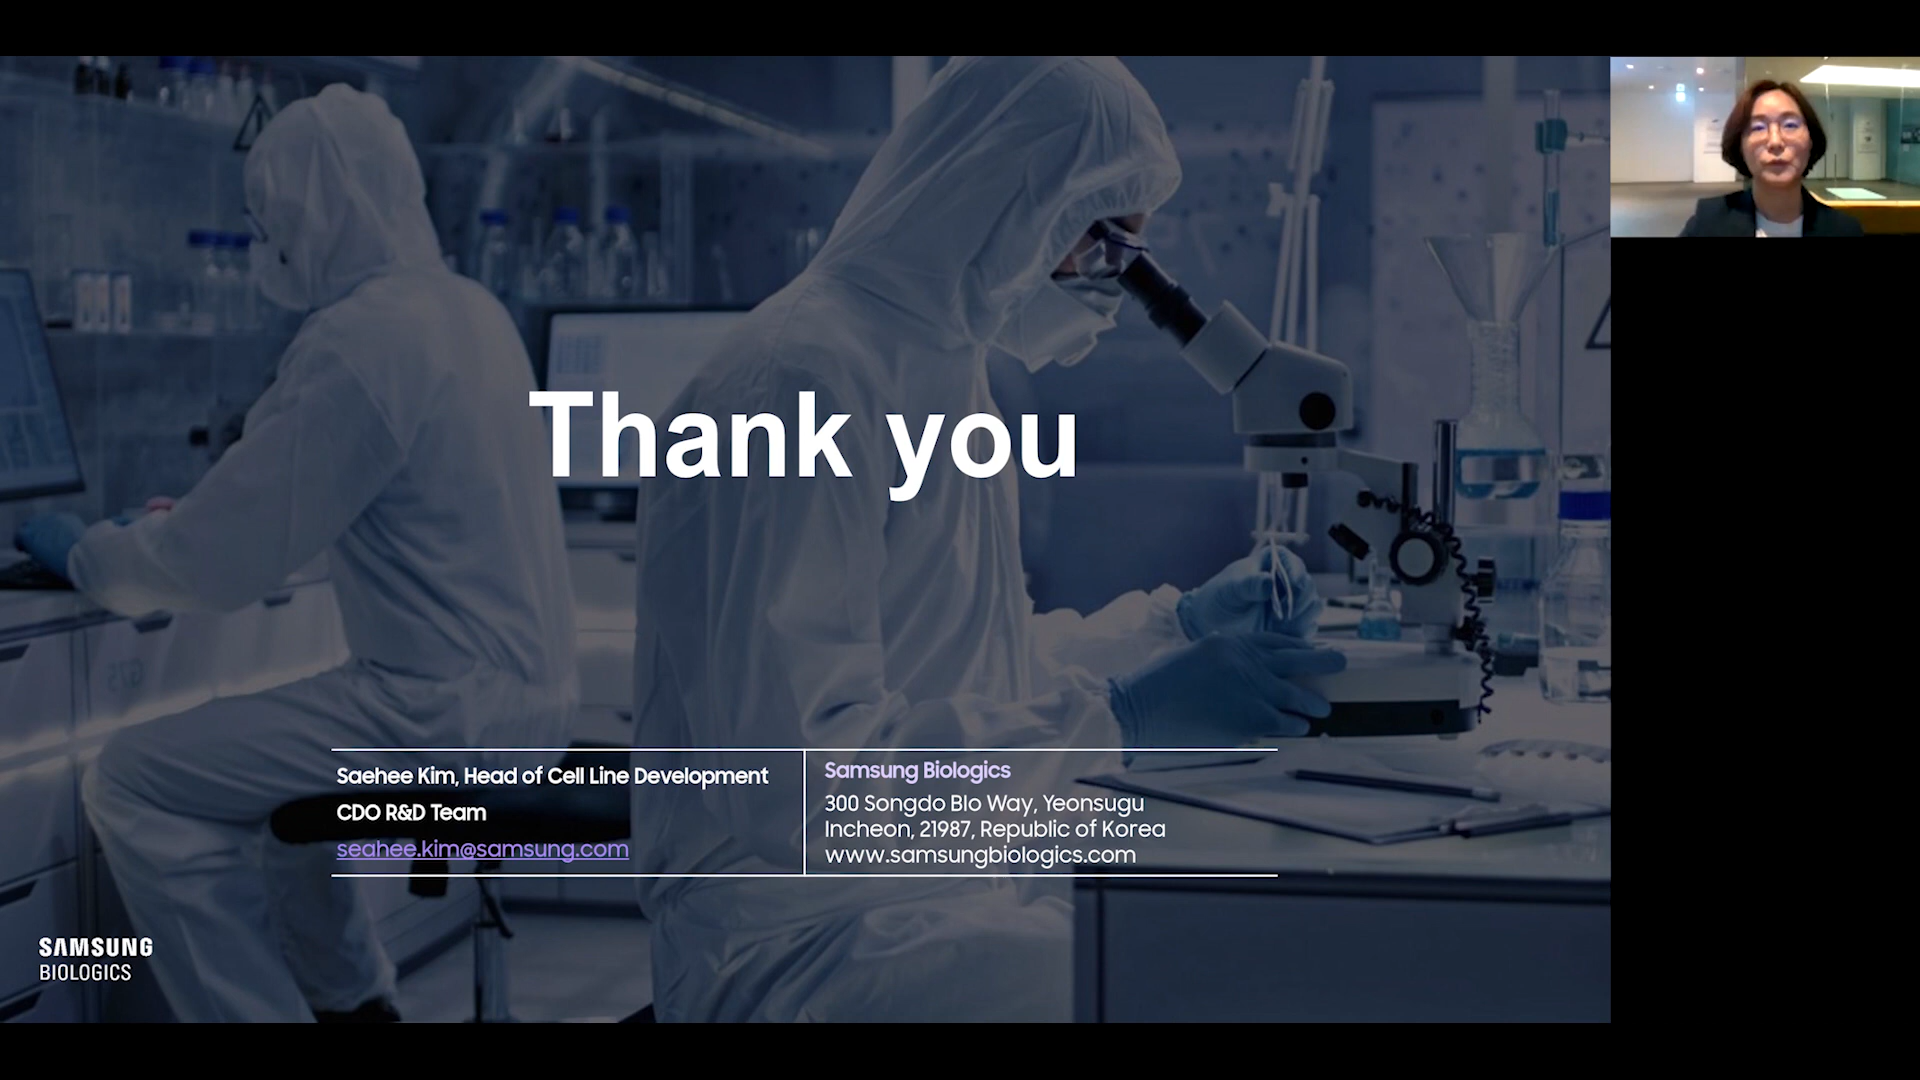 Thank you
Saehee Kim, Head of Cell Line Development
CDO R&D Team
seahee.kim@samsung.com
Samsung Biologics
300 Songdo BIo Way, Yeonsugu
Incheon, 21987, Republic of Korea
www.samsungbiologics.com
SAMSUNG
BIOLOGICS